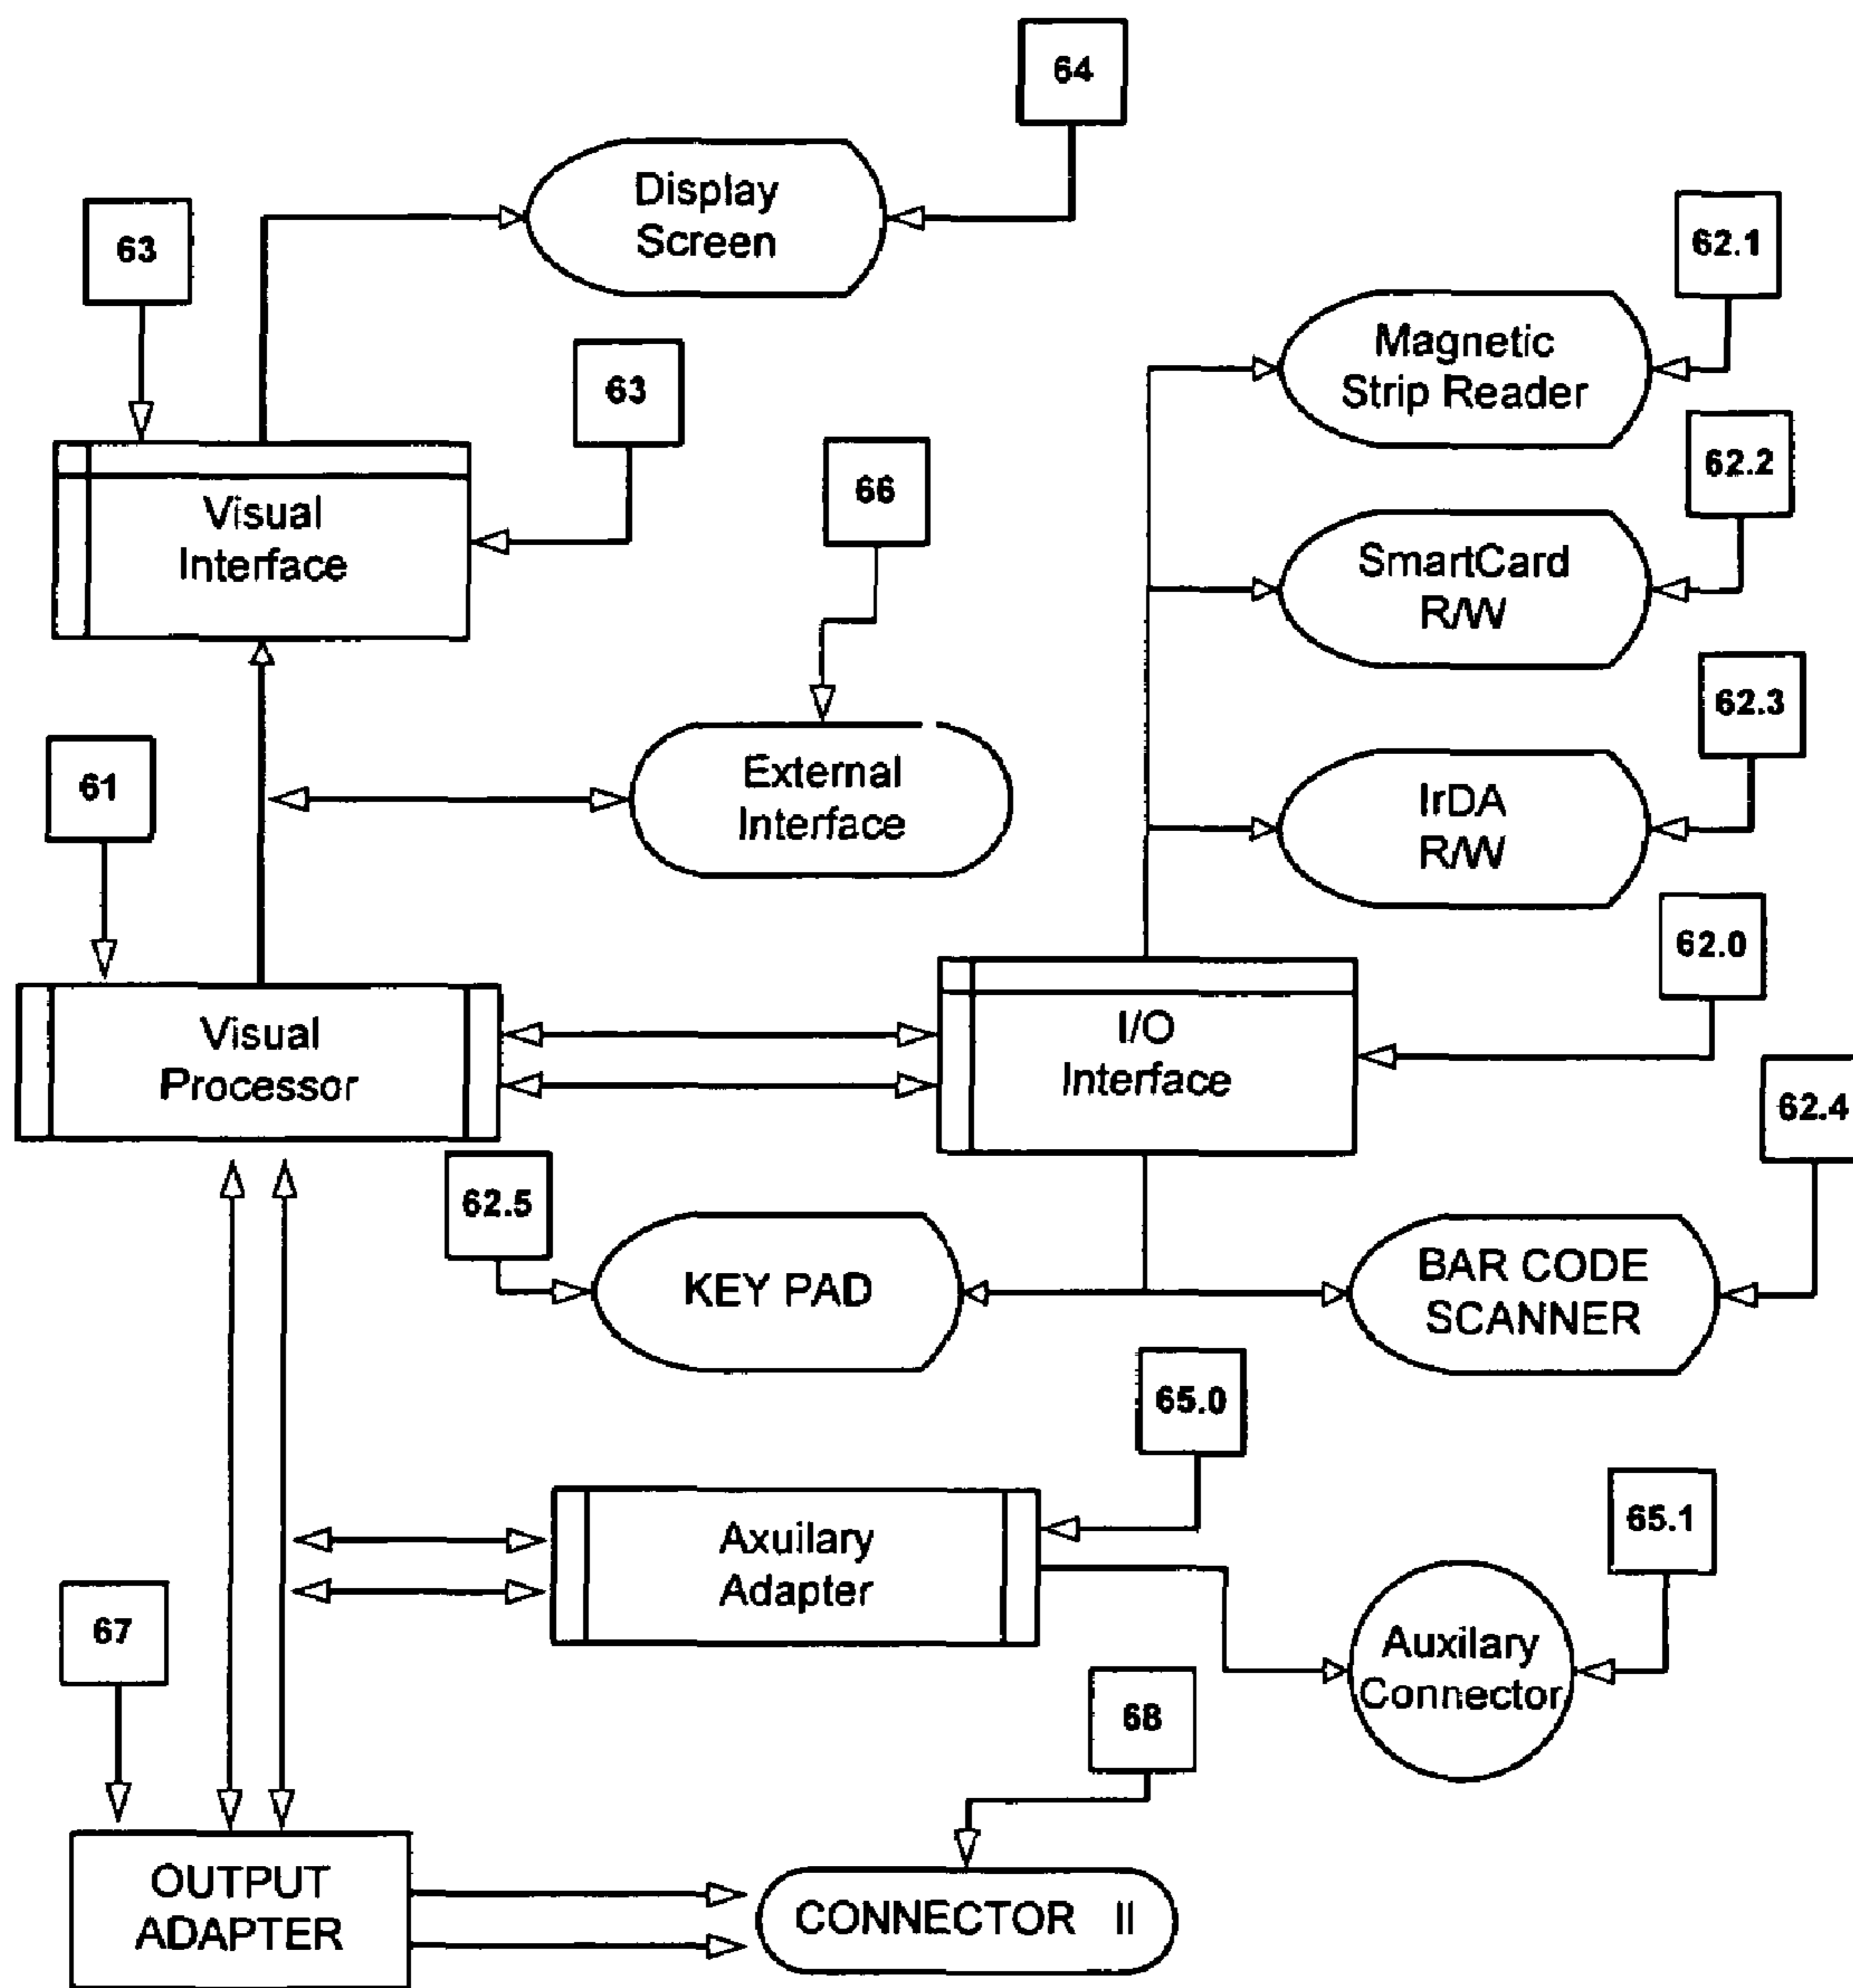 64
Display
Screen
63
62.1
Magnetic
Strip Reader
63
62.2
66
Visual
Interface
SmartCard
R/W
62.3
61
External
Interface
IrDA
R/W
62.0
Visual
Processor
I/O
Interface
62.4
62.5
KEY PAD
BAR CODE
SCANNER
65.0
65.1
Axuilary
Adapter
67
Auxilary
Connector
68
OUTPUT
ADAPTER
CONNECTOR II